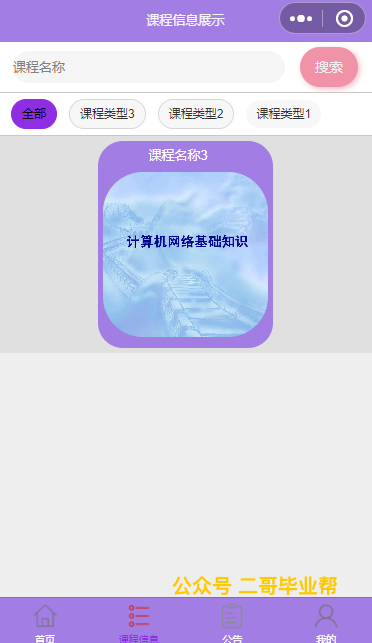 课程信息展示
课程名称
搜索
全部 课程类型3 课程类型2 课程类型1
课程名称3
计算机网络基础知识
公众号 二哥毕业帮
首页 课程信息 公告 我的